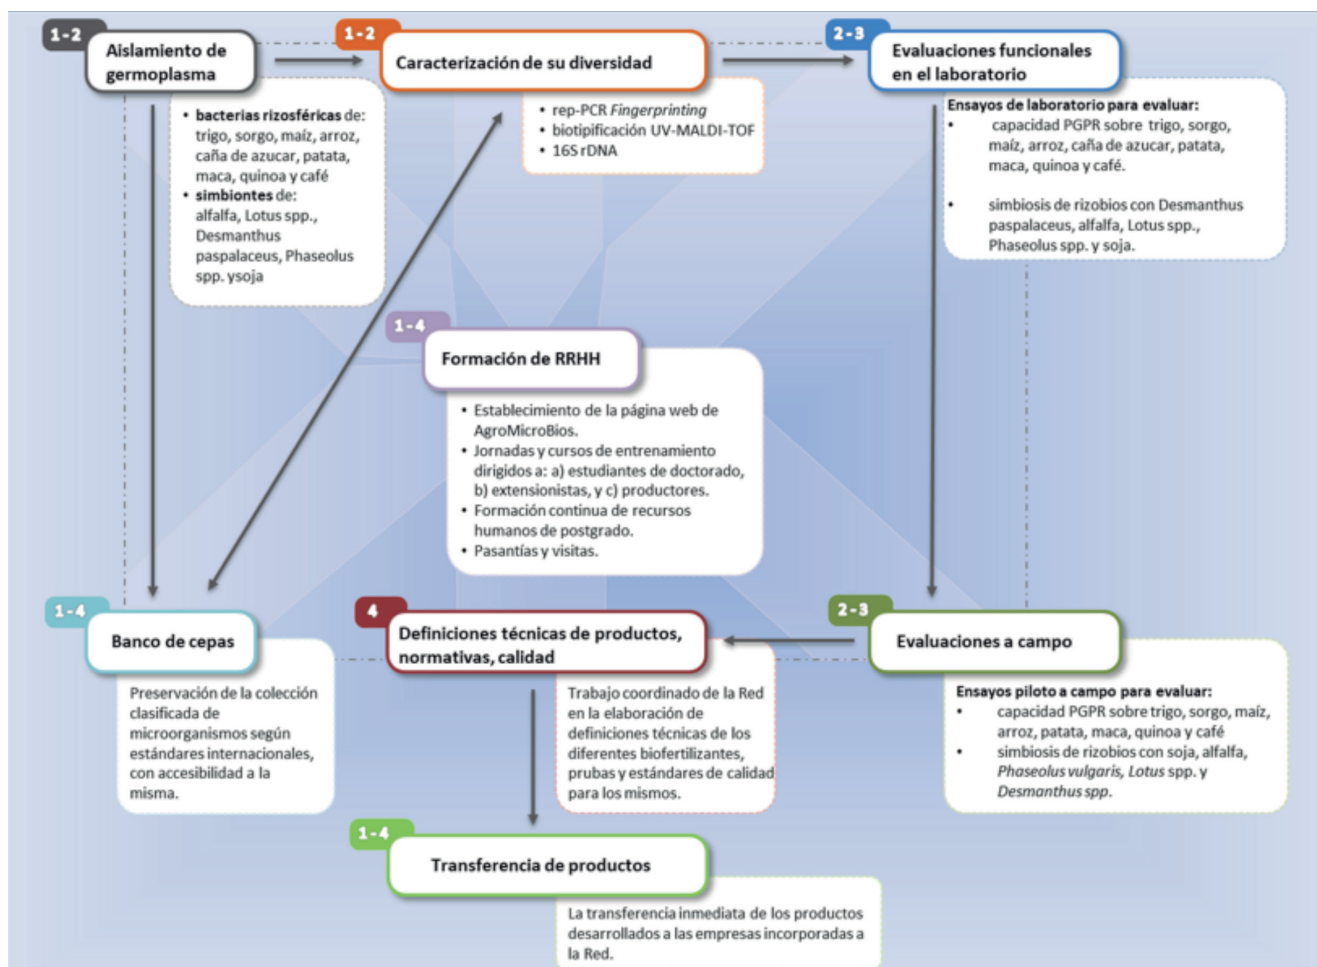 1-2
Aislamiento de
germoplasma
• bacterias rizosféricas de:
trigo, sorgo, maíz, arroz,
caña de azucar, patata,
maca, quinoa y café
• simbiontes de:
alfalfa, Lotus spp.,
Desmanthus
paspalaceus, Phaseolus
spp. ysoja
1-2
Caracterización de su diversidad
• rep-PCR Fingerprinting
• biotipificación UV-MALDI-TOF
• 16S rDNA
2-3
Evaluaciones funcionales
en el laboratorio
Ensayos de laboratorio para evaluar:
• capacidad PGPR sobre trigo, sorgo,
maíz, arroz, caña de azucar, patata,
maca, quinoa y café.
• simbiosis de rizobios con Desmanthus
paspalaceus, alfalfa, Lotus spp.,
Phaseolus spp. y soja.
1-4
Formación de RRHH
• Establecimiento de la página web de
AgroMicroBios.
• Jornadas y cursos de entrenamiento
dirigidos a: a) estudiantes de doctorado,
b) extensionistas, y c) productores.
• Formación continua de recursos
humanos de postgrado.
• Pasantías y visitas.
1-4
Banco de cepas
Preservación de la colección
clasificada de
microorganismos según
estándares internacionales,
con accesibilidad a la
misma.
4
Definiciones técnicas de productos,
normativas, calidad
Trabajo coordinado de la Red
en la elaboración de
definiciones técnicas de los
diferentes biofertilizantes,
pruebas y estándares de calidad
para los mismos.
2-3
Evaluaciones a campo
Ensayos piloto a campo para evaluar:
• capacidad PGPR sobre trigo, sorgo, maíz,
arroz, patata, maca, quinoa y café
• simbiosis de rizobios con soja, alfalfa,
Phaseolus vulgaris, Lotus spp. y
Desmanthus spp.
1-4
Transferencia de productos
La transferencia inmediata de los productos
desarrollados a las empresas incorporadas a
la Red.